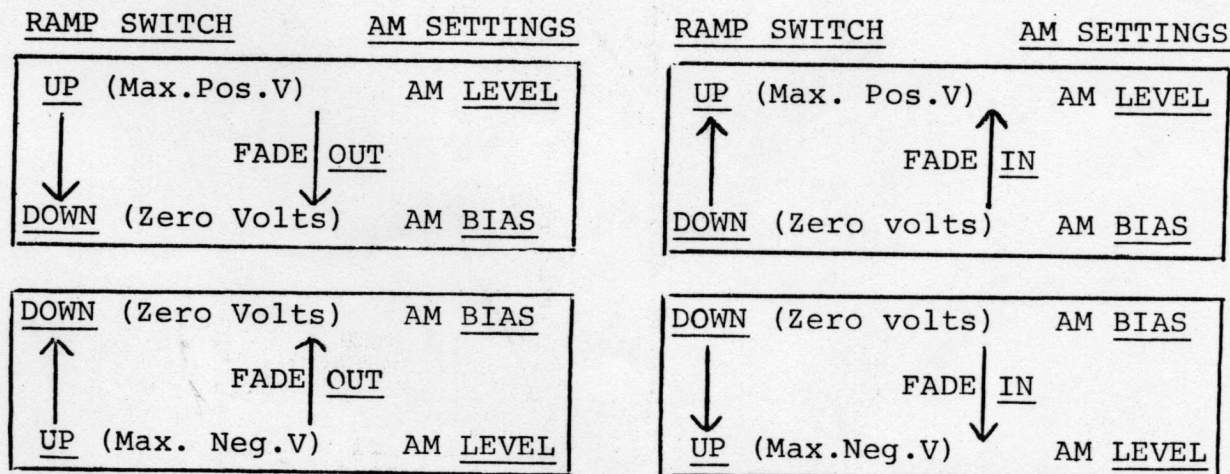 RAMP SWITCH AM SETTINGS
UP (Max.Pos.V) AM LEVEL
FADE OUT
DOWN (Zero Volts) AM BIAS
DOWN (Zero Volts) AM BIAS
FADE OUT
UP (Max. Neg.V) AM LEVEL
RAMP SWITCH AM SETTINGS
UP (Max. Pos.V) AM LEVEL
FADE IN
DOWN (Zero volts) AM BIAS
DOWN (Zero volts) AM BIAS
FADE IN
UP (Max.Neg.V) AM LEVEL